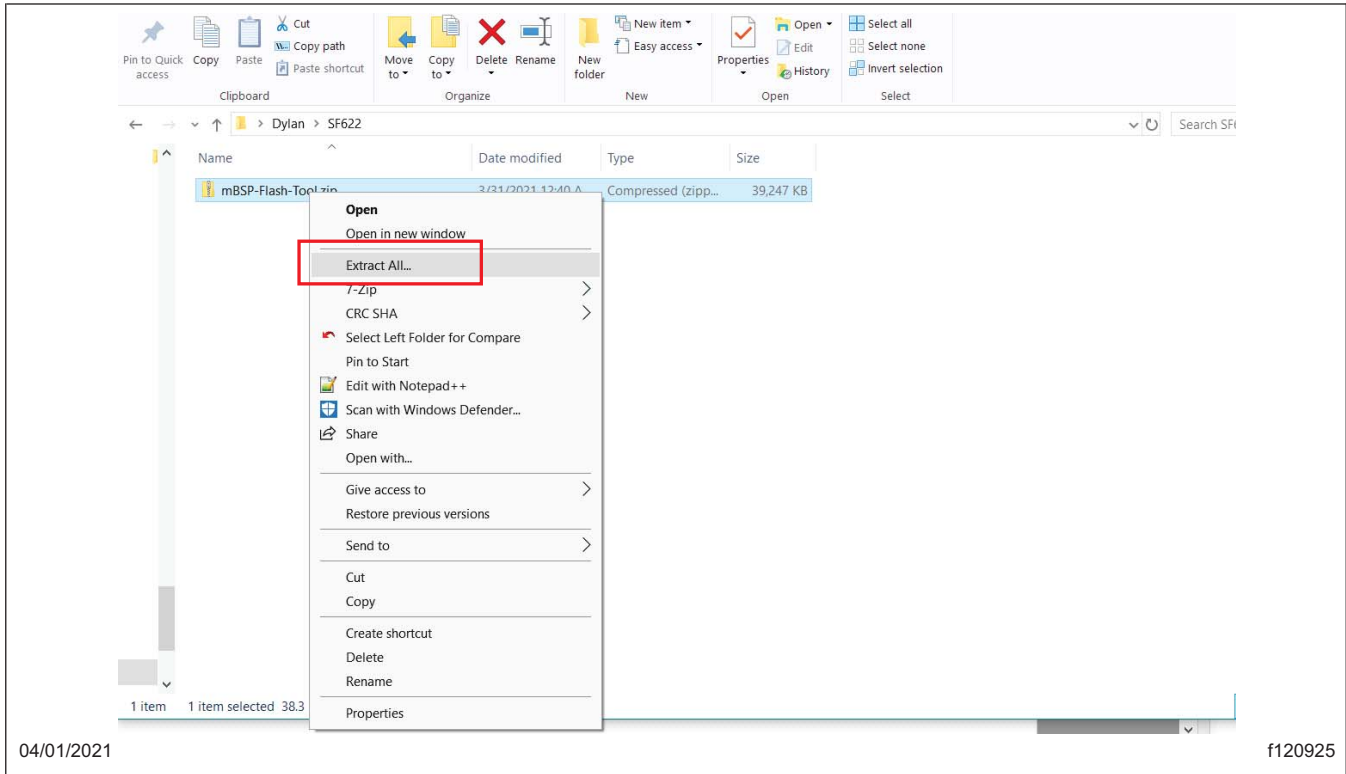 Cut
New item
Open
Select all
Copy path
Easy access
Edit
Select none
Pin to Quick access
Copy
Paste
Paste shortcut
Move to
Copy to
Delete
Rename
New folder
Properties
History
Invert selection
Clipboard
Organize
New
Open
Select
Dylan > SF622
Search SF
Name
Date modified
Type
Size
mBSP-Flash-Tool.zip
3/31/2021 12:40 A
Compressed (zipp...
39,247 KB
Open
Open in new window
Extract All...
7-Zip
CRC SHA
Select Left Folder for Compare
Pin to Start
Edit with Notepad++
Scan with Windows Defender...
Share
Open with...
Give access to
Restore previous versions
Send to
Cut
Copy
Create shortcut
Delete
Rename
Properties
1 item
1 item selected 38.3
04/01/2021
f120925